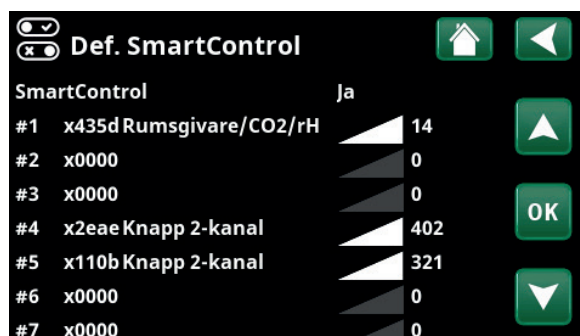 Def. SmartControl
SmartControl Ja
#1 x435d Rumsgivare/CO2/rH 14
#2 x0000 0
#3 x0000 0
OK
#4 x2eae Knapp 2-kanal 402
#5 x110b Knapp 2-kanal 321
#6 x0000 0
#7 x0000 0